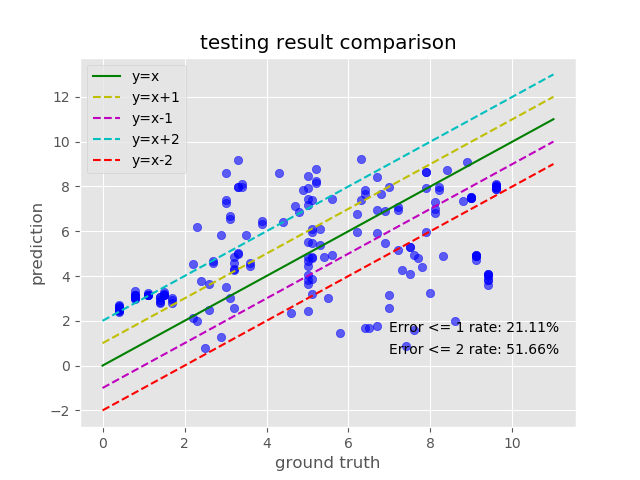 testing result comparison
y=x
y=x+1
y=x-1
y=x+2
y=x-2
12
10
8
6
4
2
0
−2
prediction
Error <= 1 rate: 21.11%
Error <= 2 rate: 51.66%
0 2 4 6 8 10
ground truth